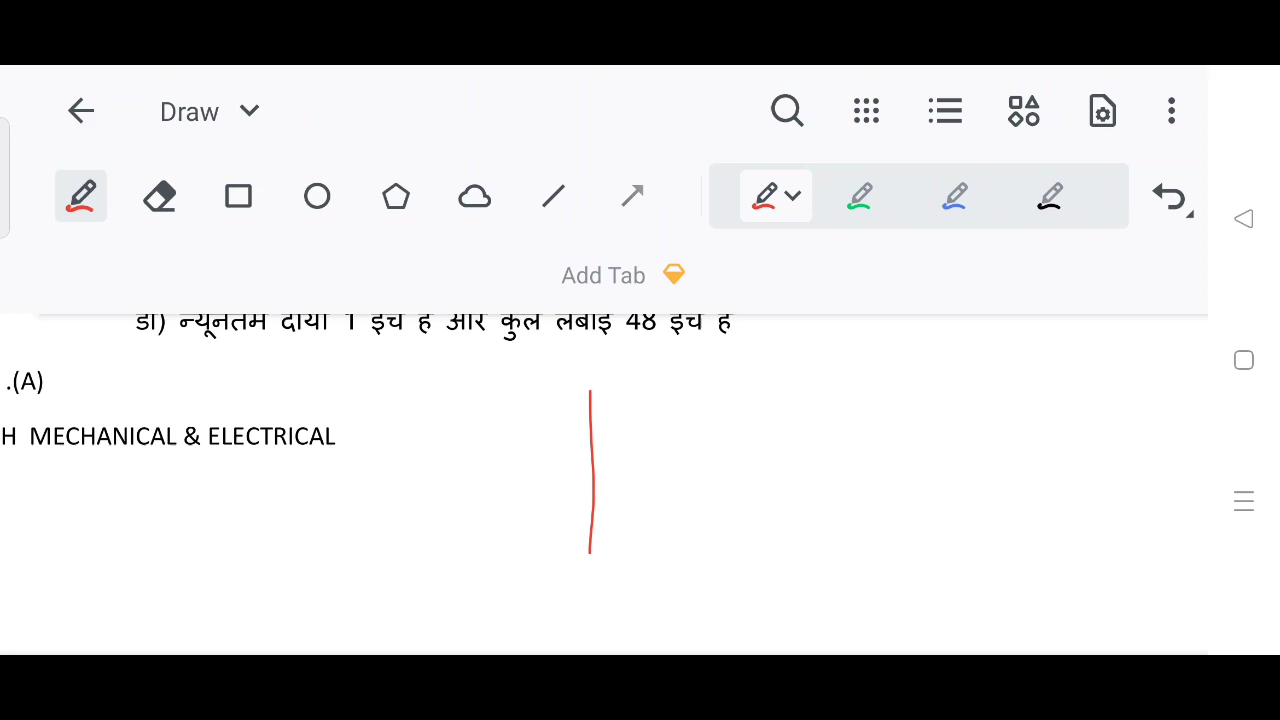 Draw
Add Tab
डी) न्यूनतम दायां 1 इंच है और कुल लंबाई 48 इंच है
.(A)
H MECHANICAL & ELECTRICAL